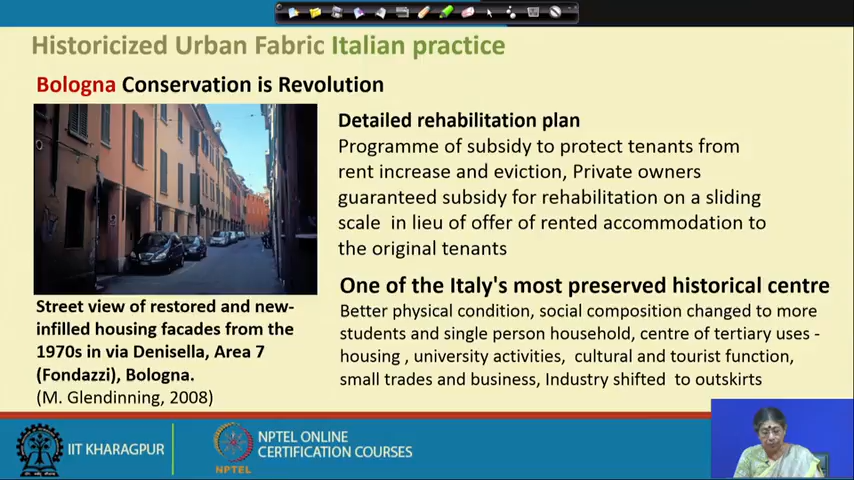 Historicized Urban Fabric Italian practice
Bologna Conservation is Revolution
Detailed rehabilitation plan
Programme of subsidy to protect tenants from
rent increase and eviction, Private owners
guaranteed subsidy for rehabilitation on a sliding
scale in lieu of offer of rented accommodation to
the original tenants
One of the Italy's most preserved historical centre
Better physical condition, social composition changed to more
students and single person household, centre of tertiary uses -
housing , university activities, cultural and tourist function,
small trades and business, Industry shifted to outskirts
Street view of restored and new-
infilled housing facades from the
1970s in via Denisella, Area 7
(Fondazzi), Bologna.
(M. Glendinning, 2008)
IIT KHARAGPUR
NPTEL
NPTEL ONLINE
CERTIFICATION COURSES